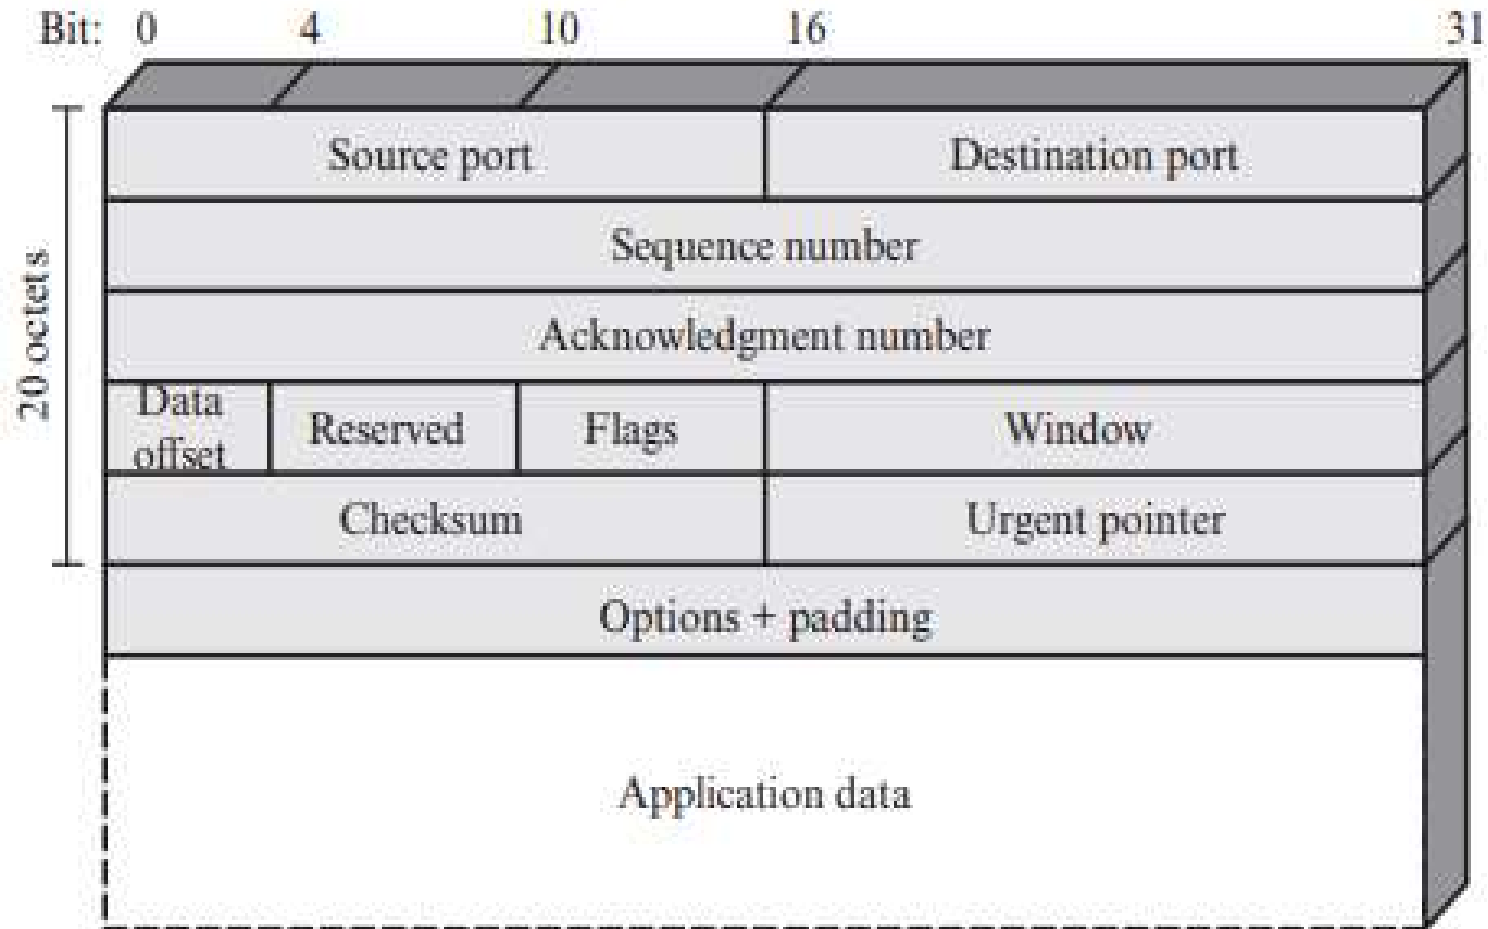 Bit: 0 4 10 16 31
20 octets
Source port Destination port
Sequence number
Acknowledgment number
Data
offset
Reserved Flags Window
Checksum Urgent pointer
Options + padding
Application data